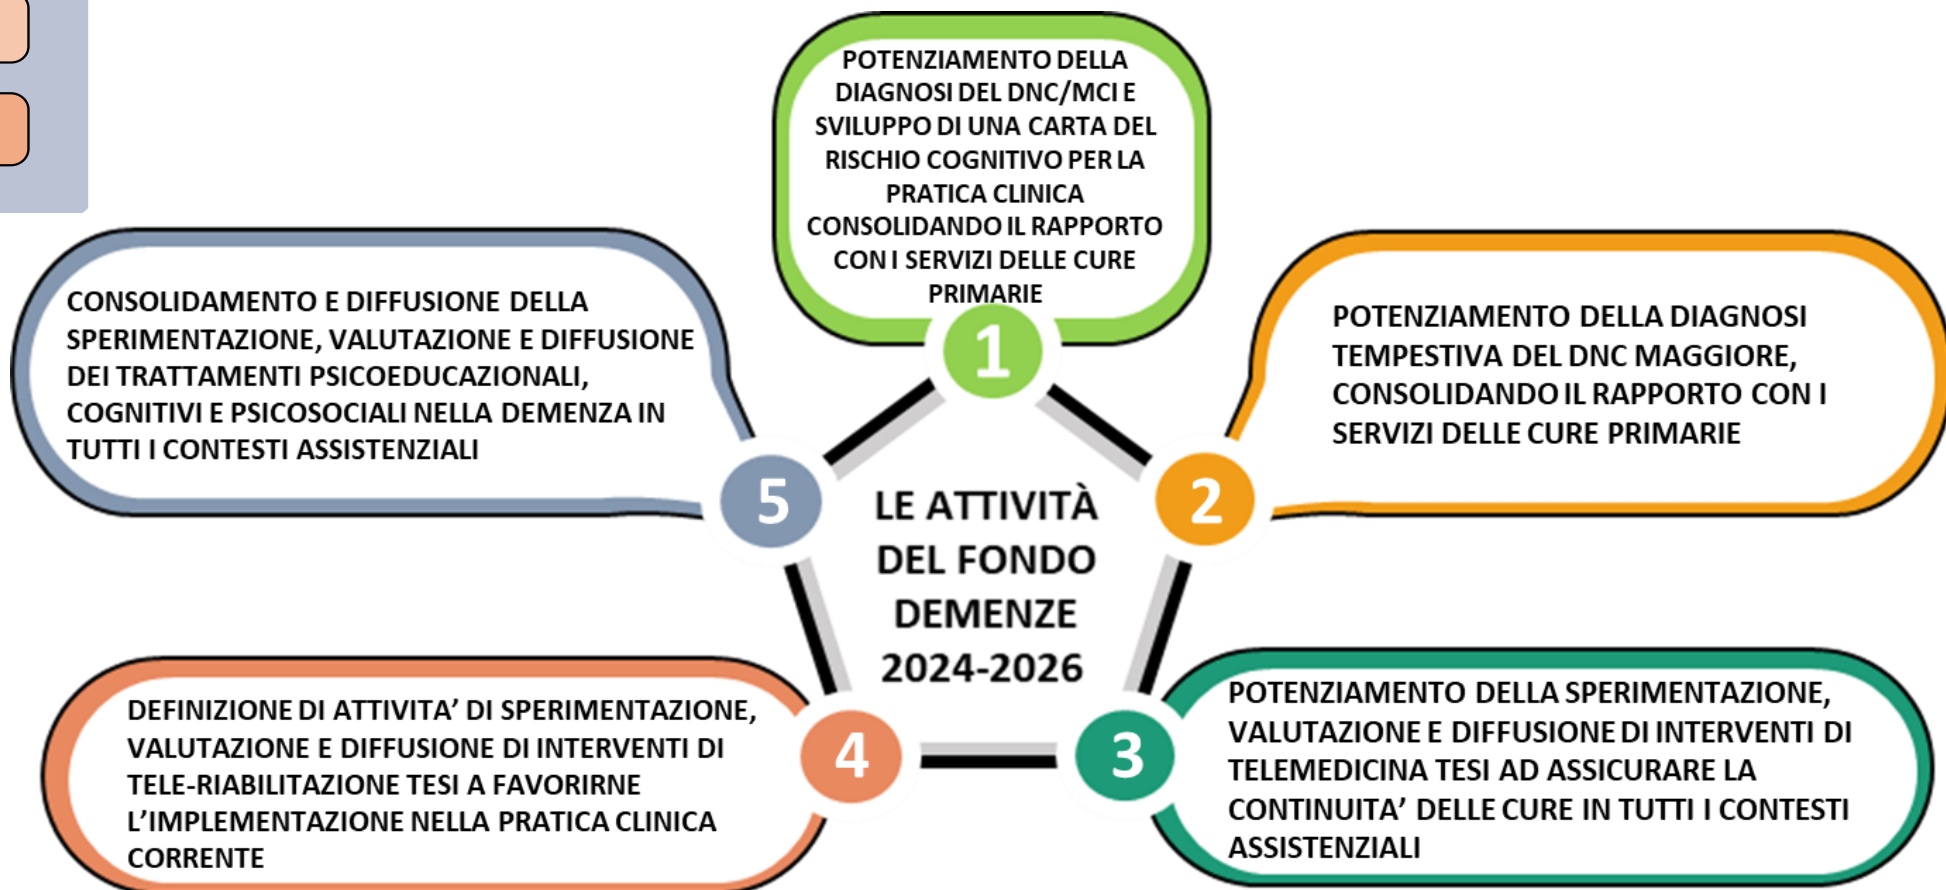 POTENZIAMENTO DELLA
DIAGNOSI DEL DNC/MCI E
SVILUPPO DI UNA CARTA DEL
RISCHIO COGNITIVO PER LA
PRATICA CLINICA
CONSOLIDANDO IL RAPPORTO
CON I SERVIZI DELLE CURE
PRIMARIE
1
POTENZIAMENTO DELLA DIAGNOSI
TEMPESTIVA DEL DNC MAGGIORE,
CONSOLIDANDO IL RAPPORTO CON I
SERVIZI DELLE CURE PRIMARIE
2
POTENZIAMENTO DELLA SPERIMENTAZIONE,
VALUTAZIONE E DIFFUSIONE DI INTERVENTI DI
TELEMEDICINA TESI AD ASSICURARE LA
CONTINUITA’ DELLE CURE IN TUTTI I CONTESTI
ASSISTENZIALI
3
DEFINIZIONE DI ATTIVITA’ DI SPERIMENTAZIONE,
VALUTAZIONE E DIFFUSIONE DI INTERVENTI DI
TELE-RIABILITAZIONE TESI A FAVORIRNE
L’IMPLEMENTAZIONE NELLA PRATICA CLINICA
CORRENTE
4
CONSOLIDAMENTO E DIFFUSIONE DELLA
SPERIMENTAZIONE, VALUTAZIONE E DIFFUSIONE
DEI TRATTAMENTI PSICOEDUCAZIONALI,
COGNITIVI E PSICOSOCIALI NELLA DEMENZA IN
TUTTI I CONTESTI ASSISTENZIALI
5
LE ATTIVITÀ
DEL FONDO
DEMENZE
2024-2026